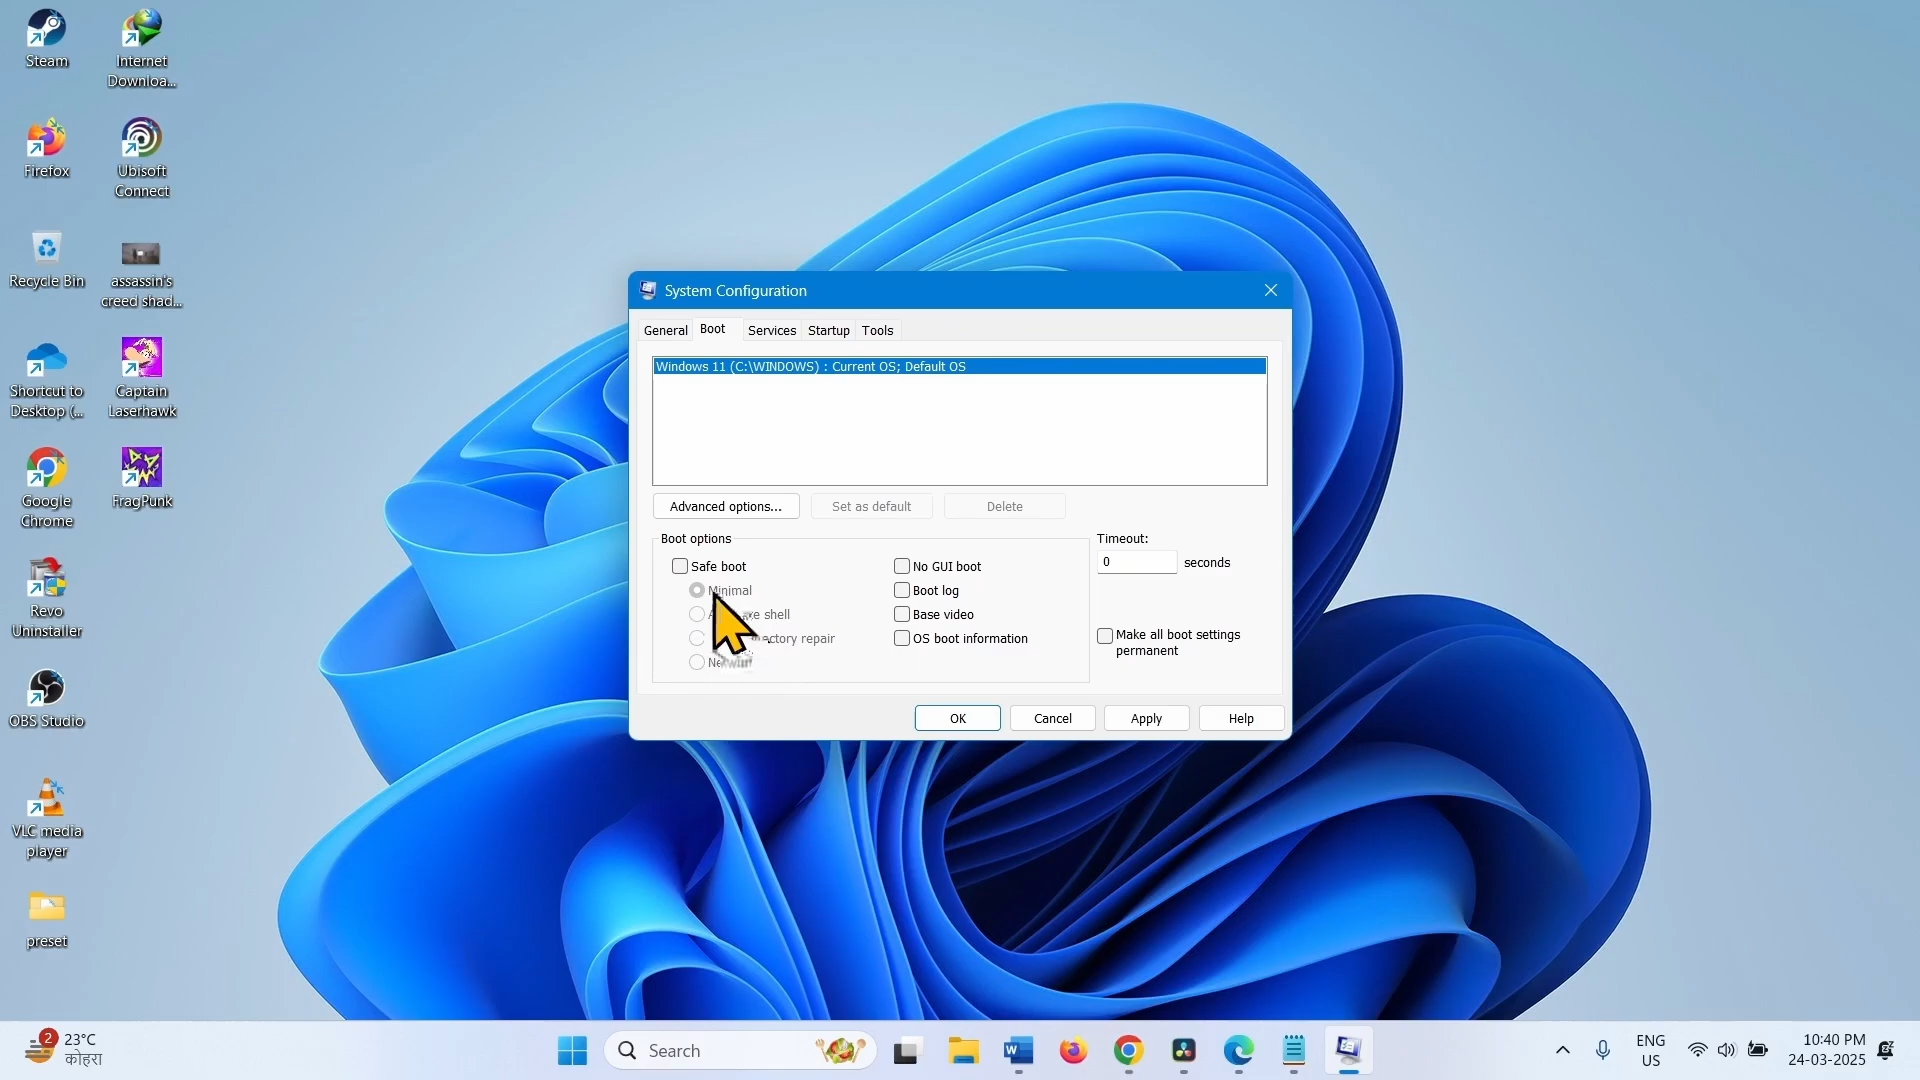 Steam
Internet
Downloa...
Firefox
Ubisoft
Connect
Recycle Bin
assassin's
creed shad...
Shortcut to
Desktop (...
Captain
Laserhawk
Google
Chrome
FragPunk
Revo
Uninstaller
OBS Studio
VLC media
player
preset
System Configuration
General
Boot
Services
Startup
Tools
Windows 11 (C:\WINDOWS) : Current OS; Default OS
Advanced options...
Set as default
Delete
Boot options
Safe boot
Minimal
shell
repair
No GUI boot
Boot log
Base video
OS boot information
Timeout:
0
seconds
Make all boot settings
permanent
OK
Cancel
Apply
Help
2
23°C
कोहरा
Search
ENG
US
10:40 PM
24-03-2025